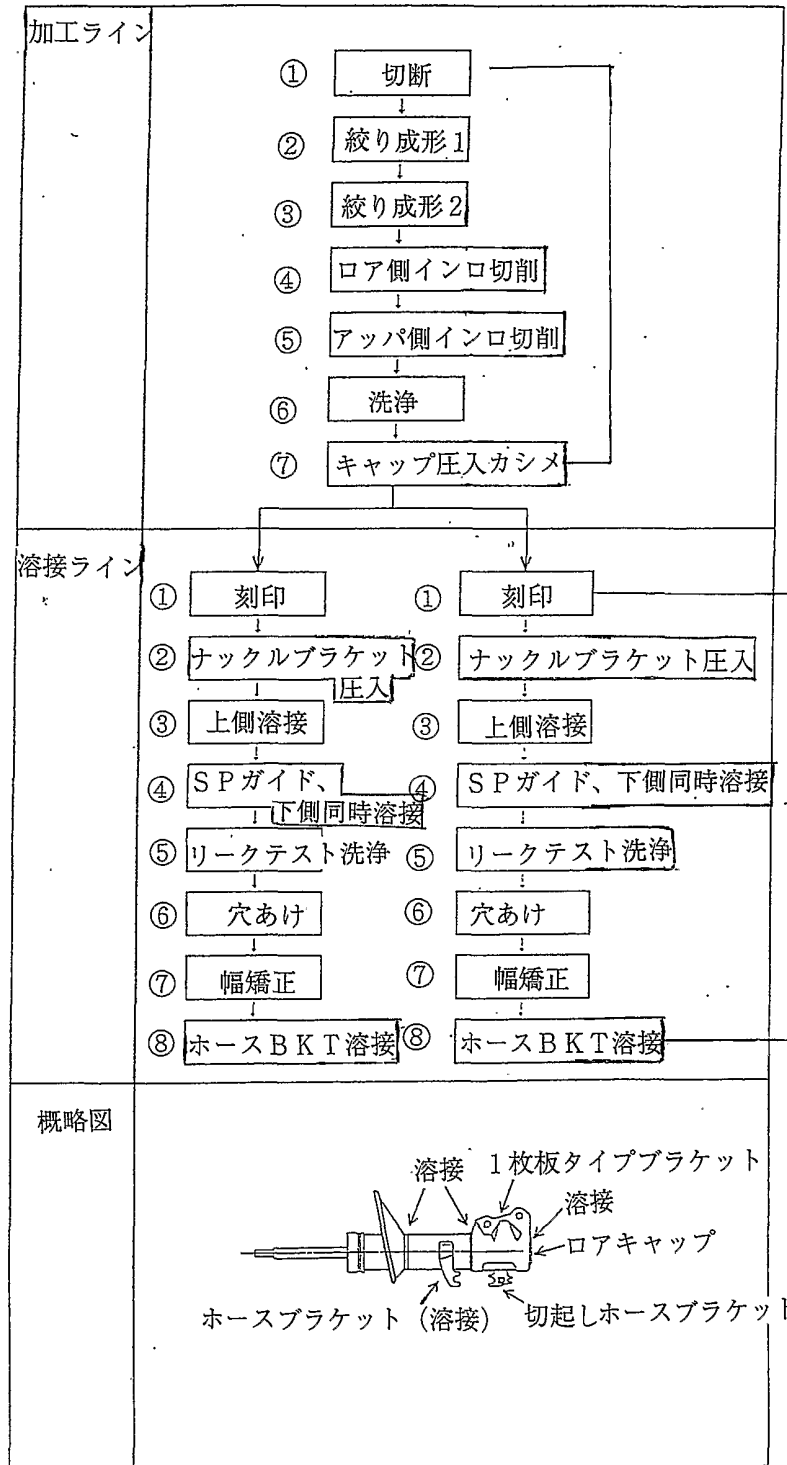 加工ライン
① 切断
② 絞り成形1
③ 絞り成形2
④ ロア側インロ切削
⑤ アッパ側インロ切削
⑥ 洗浄
⑦ キャップ圧入カシメ
溶接ライン
① 刻印
② ナックルブラケット
圧入
③ 上側溶接
④ SPガイド、
下側同時溶接
⑤ リークテスト洗浄
⑥ 穴あけ
⑦ 幅矯正
⑧ ホースBKT溶接
① 刻印
② ナックルブラケット圧入
③ 上側溶接
④ SPガイド、下側同時溶接
⑤ リークテスト洗浄
⑥ 穴あけ
⑦ 幅矯正
⑧ ホースBKT溶接
概略図
溶接 1枚板タイプブラケット
溶接
ロアキャップ
ホースブラケット(溶接) 切起しホースブラケット